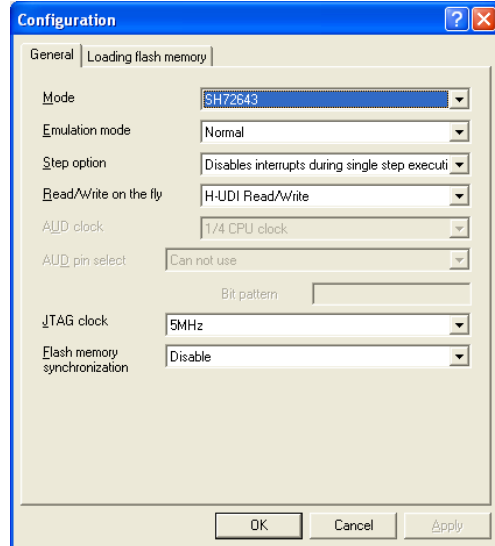 Configuration
General
Loading flash memory
Mode
SH72643
Emulation mode
Normal
Step option
Disables interrupts during single step executi
Read/Write on the fly
H-UDI Read/Write
AUD clock
1/4 CPU clock
AUD pin select
Can not use
Bit pattern
JTAG clock
5MHz
Flash memory
synchronization
Disable
OK
Cancel
Apply